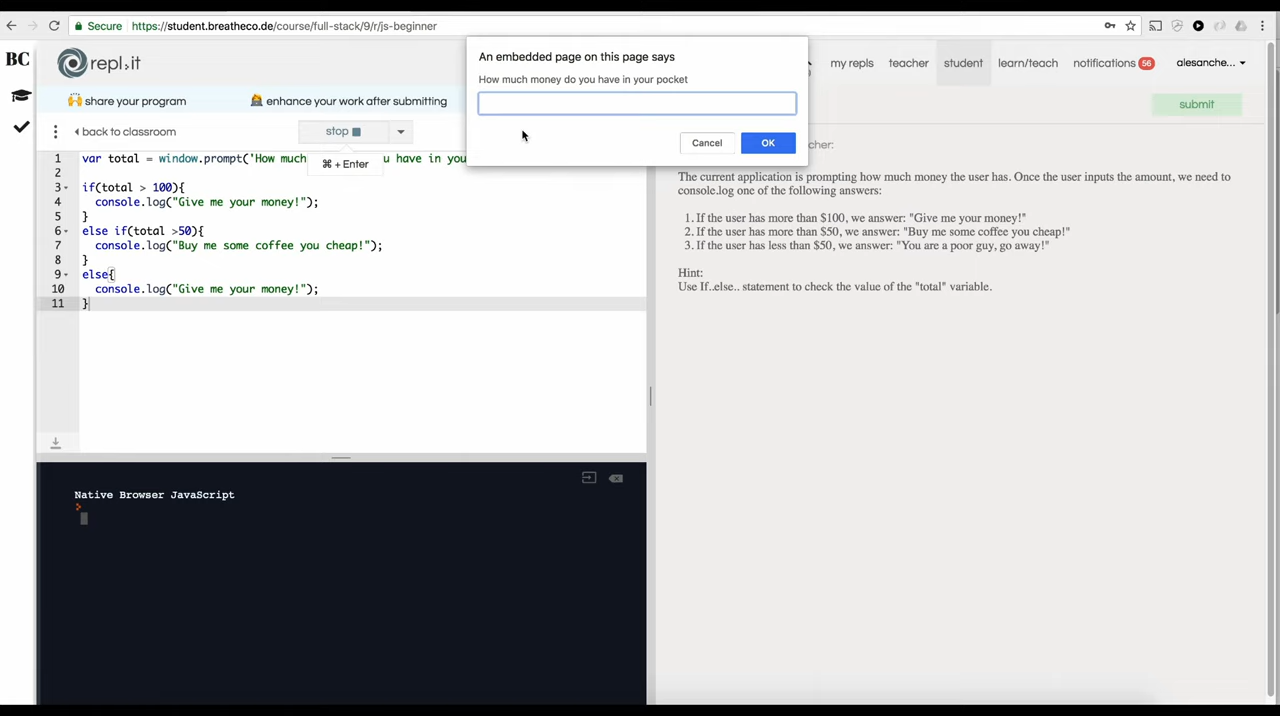 Secure https://student.breatheco.de/course/full-stack/9/r/js-beginner
BC
repl.it
my repls
teacher
student
learn/teach
notifications 56
alesanche...
An embedded page on this page says
How much money do you have in your pocket
Cancel
OK
share your program
enhance your work after submitting
submit
back to classroom
stop
⌘ + Enter
1 var total = window.prompt('How much u have in you
2
3 if(total > 100){
4 console.log("Give me your money!");
5 }
6 else if(total >50){
7 console.log("Buy me some coffee you cheap!");
8 }
9 else{
10 console.log("Give me your money!");
11 }
cher:
The current application is prompting how much money the user has. Once the user inputs the amount, we need to
console.log one of the following answers:
1. If the user has more than $100, we answer: "Give me your money!"
2. If the user has more than $50, we answer: "Buy me some coffee you cheap!"
3. If the user has less than $50, we answer: "You are a poor guy, go away!"
Hint:
Use If..else.. statement to check the value of the "total" variable.
Native Browser JavaScript